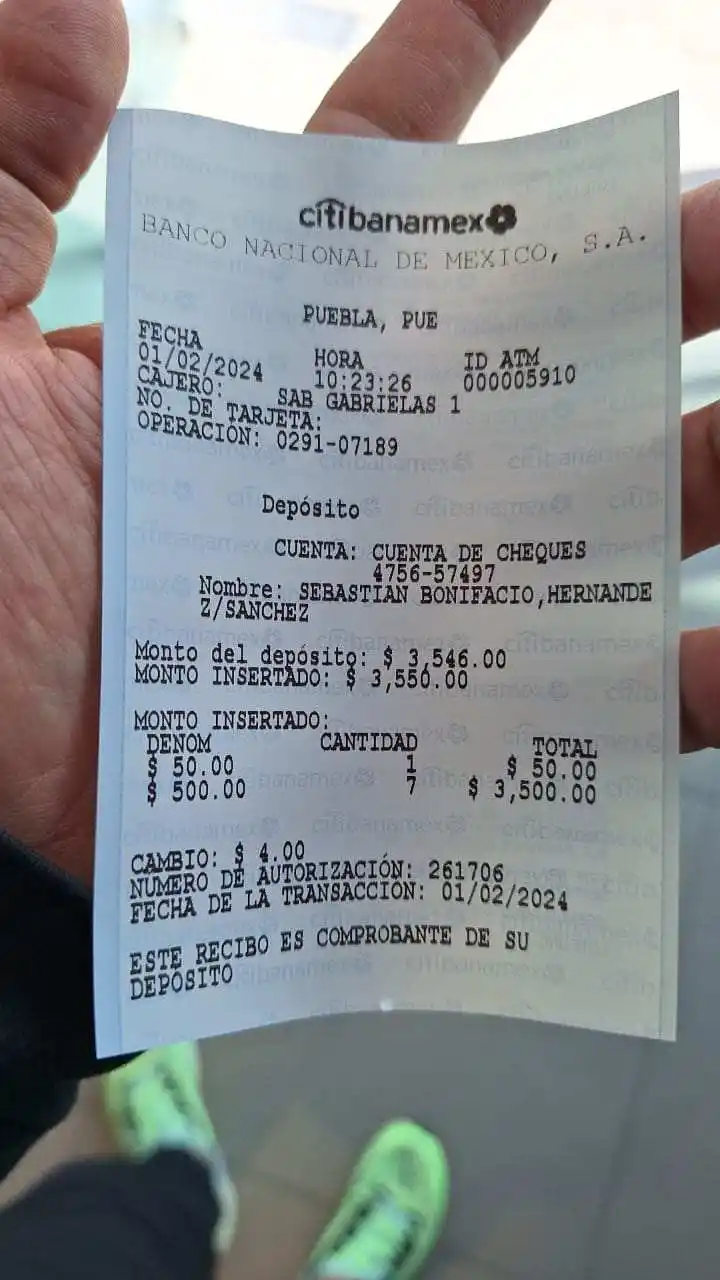 citibanamex
BANCO NACIONAL DE MEXICO, S.A.
PUEBLA, PUE
FECHA HORA ID ATM
01/02/2024 10:23:26 000005910
CAJERO: SAB GABRIELAS 1
NO. DE TARJETA:
OPERACIÓN: 0291-07189
Depósito
CUENTA: CUENTA DE CHEQUES
4756-57497
Nombre: SEBASTIAN BONIFACIO,HERNANDE
Z/SANCHEZ
Monto del depósito: $ 3,546.00
MONTO INSERTADO: $ 3,550.00
MONTO INSERTADO:
DENOM CANTIDAD TOTAL
$ 50.00 1 $ 50.00
$ 500.00 7 $ 3,500.00
CAMBIO: $ 4.00
NUMERO DE AUTORIZACIÓN: 261706
FECHA DE LA TRANSACCION: 01/02/2024
ESTE RECIBO ES COMPROBANTE DE SU
DEPÓSITO